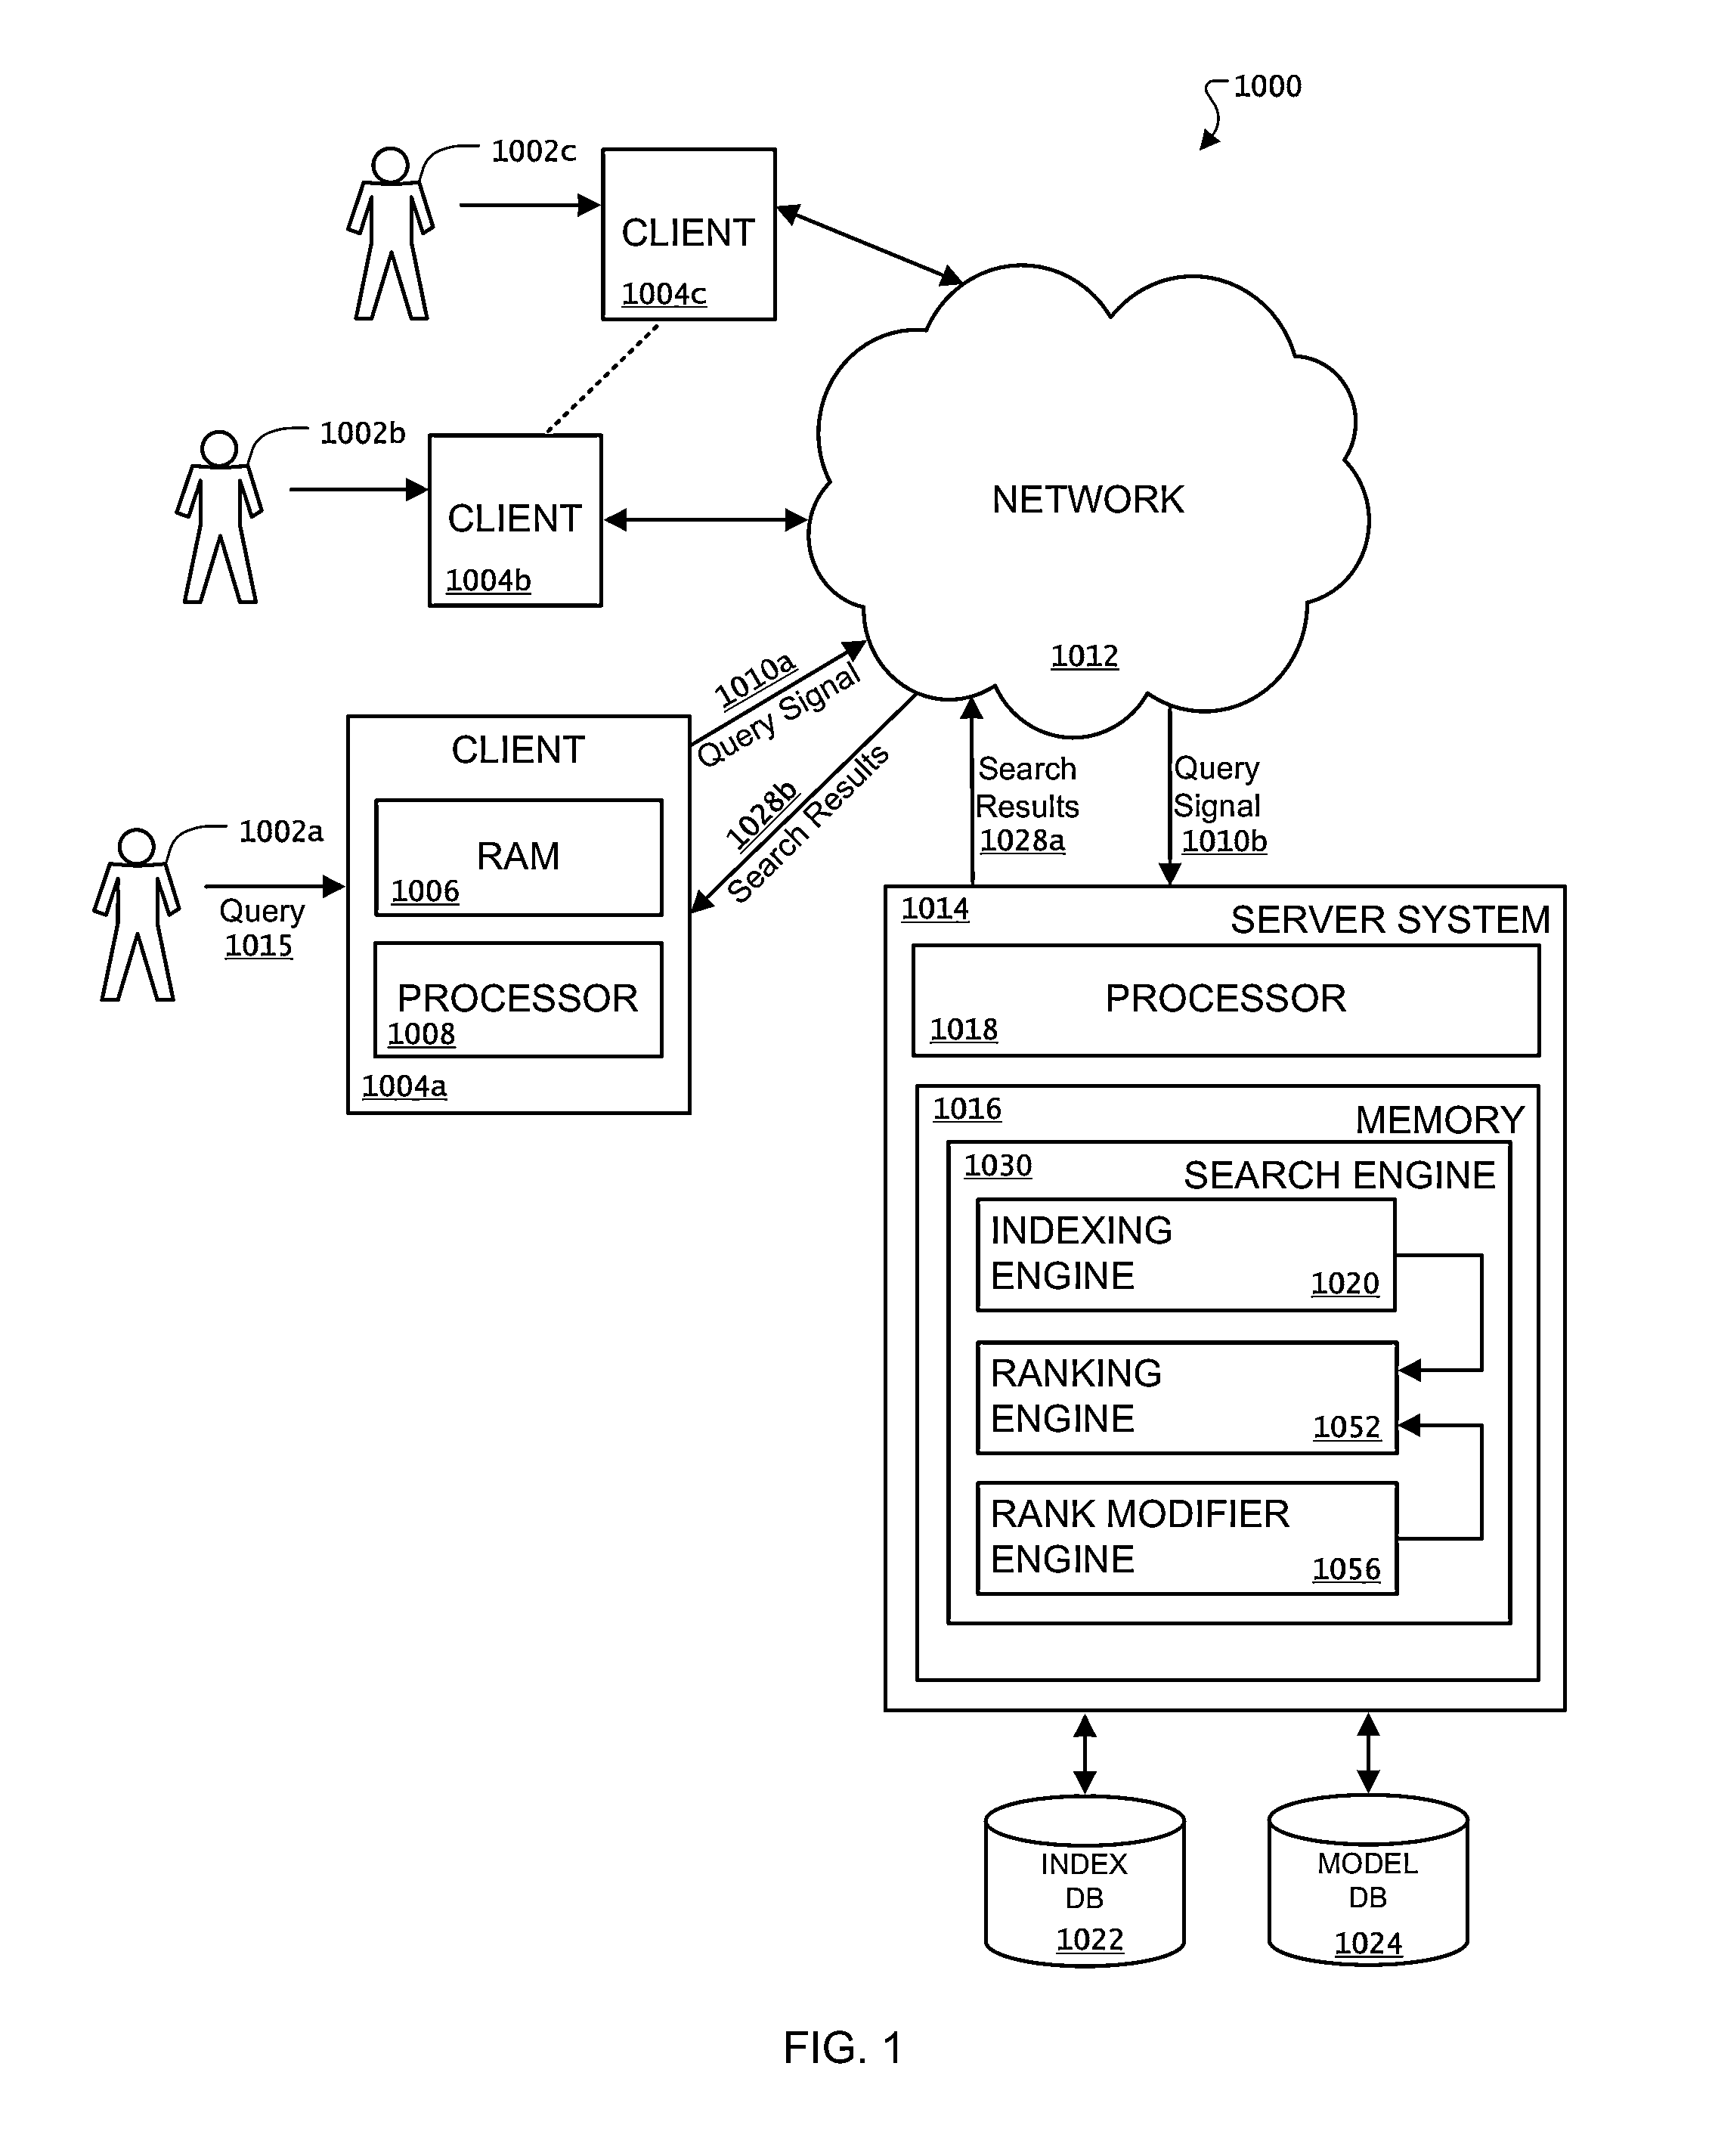 1000
1002c
CLIENT
1004c
1002b
CLIENT
1004b
NETWORK
1012
1010a
Query Signal
1028b
Search Results
Search
Results
1028a
Query
Signal
1010b
1002a
Query
1015
CLIENT
RAM
1006
PROCESSOR
1008
1004a
1014
SERVER SYSTEM
PROCESSOR
1018
1016
MEMORY
1030
SEARCH ENGINE
INDEXING
ENGINE
1020
RANKING
ENGINE
1052
RANK MODIFIER
ENGINE
1056
INDEX
DB
1022
MODEL
DB
1024
FIG. 1